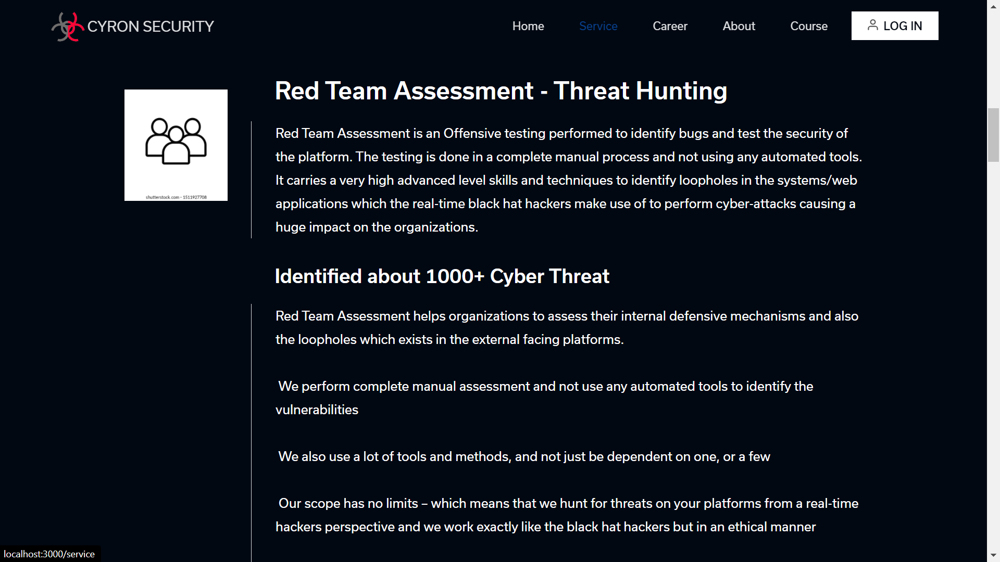 CYRON SECURITY
Home
Service
Career
About
Course
LOG IN
Red Team Assessment - Threat Hunting
shutterstock.com · 1511927708
Red Team Assessment is an Offensive testing performed to identify bugs and test the security of
the platform. The testing is done in a complete manual process and not using any automated tools.
It carries a very high advanced level skills and techniques to identify loopholes in the systems/web
applications which the real-time black hat hackers make use of to perform cyber-attacks causing a
huge impact on the organizations.
Identified about 1000+ Cyber Threat
Red Team Assessment helps organizations to assess their internal defensive mechanisms and also
the loopholes which exists in the external facing platforms.
We perform complete manual assessment and not use any automated tools to identify the
vulnerabilities
We also use a lot of tools and methods, and not just be dependent on one, or a few
Our scope has no limits – which means that we hunt for threats on your platforms from a real-time
hackers perspective and we work exactly like the black hat hackers but in an ethical manner
localhost:3000/service